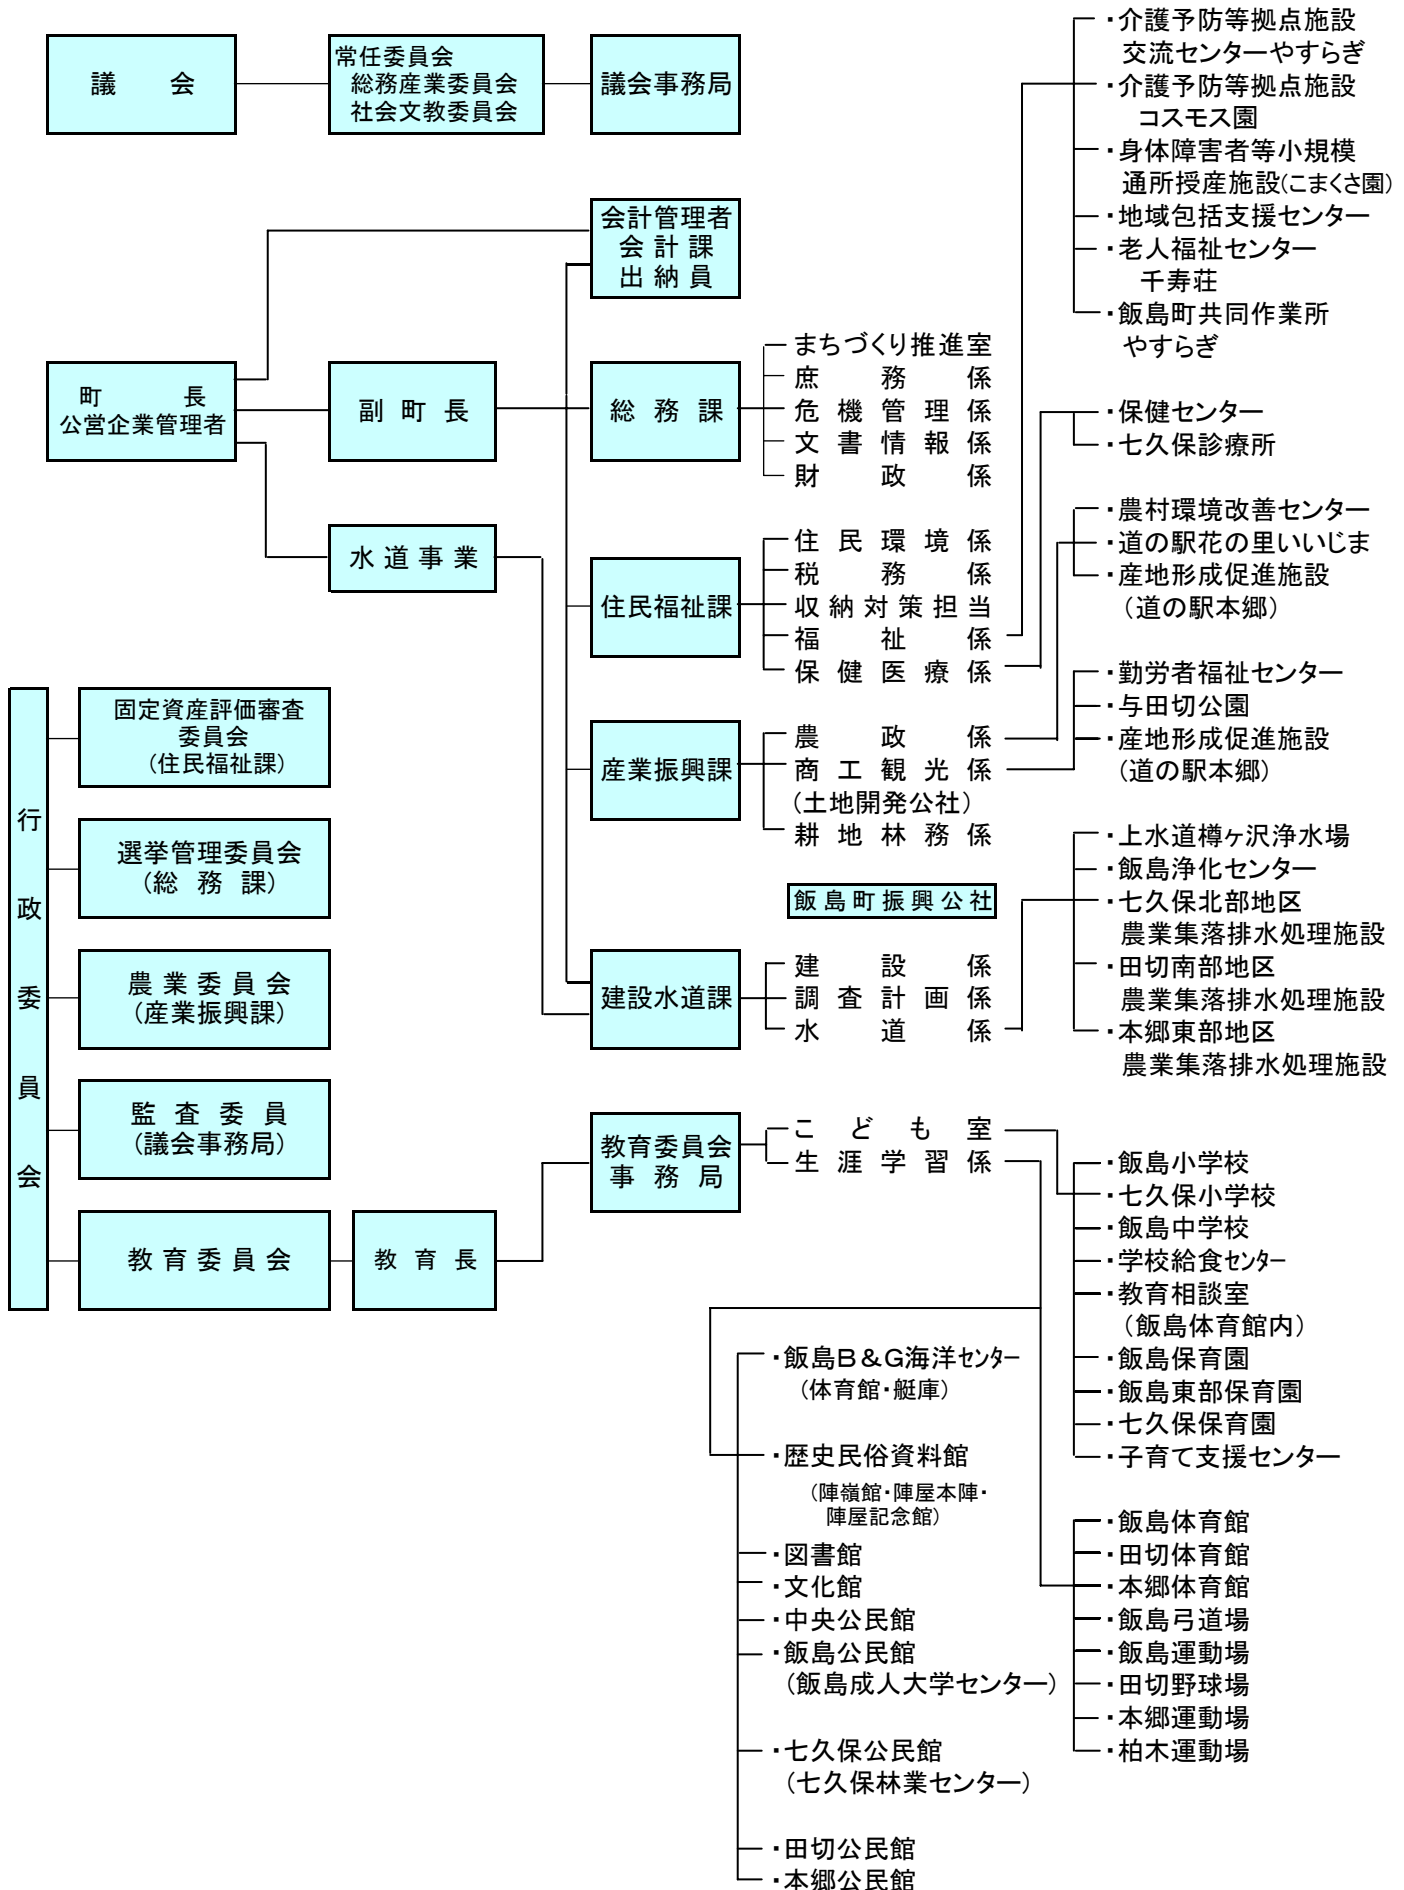 議　会
常任委員会
総務産業委員会
社会文教委員会
議会事務局
会計管理者
会計課
出納員
町　長
公営企業管理者
副町長
水道事業
総務課
まちづくり推進室
庶務係
危機管理係
文書情報係
財政係
住民福祉課
住民環境係
税務係
収納対策担当
福祉係
保健医療係
産業振興課
農政係
商工観光係
（土地開発公社）
耕地林務係
飯島町振興公社
建設水道課
建設係
調査計画係
水道係
・介護予防等拠点施設
交流センターやすらぎ
・介護予防等拠点施設
コスモス園
・身体障害者等小規模
通所授産施設（こまくさ園）
・地域包括支援センター
・老人福祉センター
千寿荘
・飯島町共同作業所
やすらぎ
・保健センター
・七久保診療所
・農村環境改善センター
・道の駅花の里いいじま
・産地形成促進施設
（道の駅本郷）
・勤労者福祉センター
・与田切公園
・産地形成促進施設
（道の駅本郷）
・上水道樽ヶ沢浄水場
・飯島浄化センター
・七久保北部地区
農業集落排水処理施設
・田切南部地区
農業集落排水処理施設
・本郷東部地区
農業集落排水処理施設
行政委員会
固定資産評価審査
委員会
（住民福祉課）
選挙管理委員会
（総務課）
農業委員会
（産業振興課）
監査委員
（議会事務局）
教育委員会
教育長
教育委員会
事務局
こども室
生涯学習係
・飯島小学校
・七久保小学校
・飯島中学校
・学校給食センター
・教育相談室
（飯島体育館内）
・飯島保育園
・飯島東部保育園
・七久保保育園
・子育て支援センター
・飯島B＆G海洋センター
（体育館・艇庫）
・歴史民俗資料館
（陣嶺館・陣屋本陣・
陣屋記念館）
・図書館
・文化館
・中央公民館
・飯島公民館
（飯島成人大学センター）
・七久保公民館
（七久保林業センター）
・田切公民館
・本郷公民館
・飯島体育館
・田切体育館
・本郷体育館
・飯島弓道場
・飯島運動場
・田切野球場
・本郷運動場
・柏木運動場